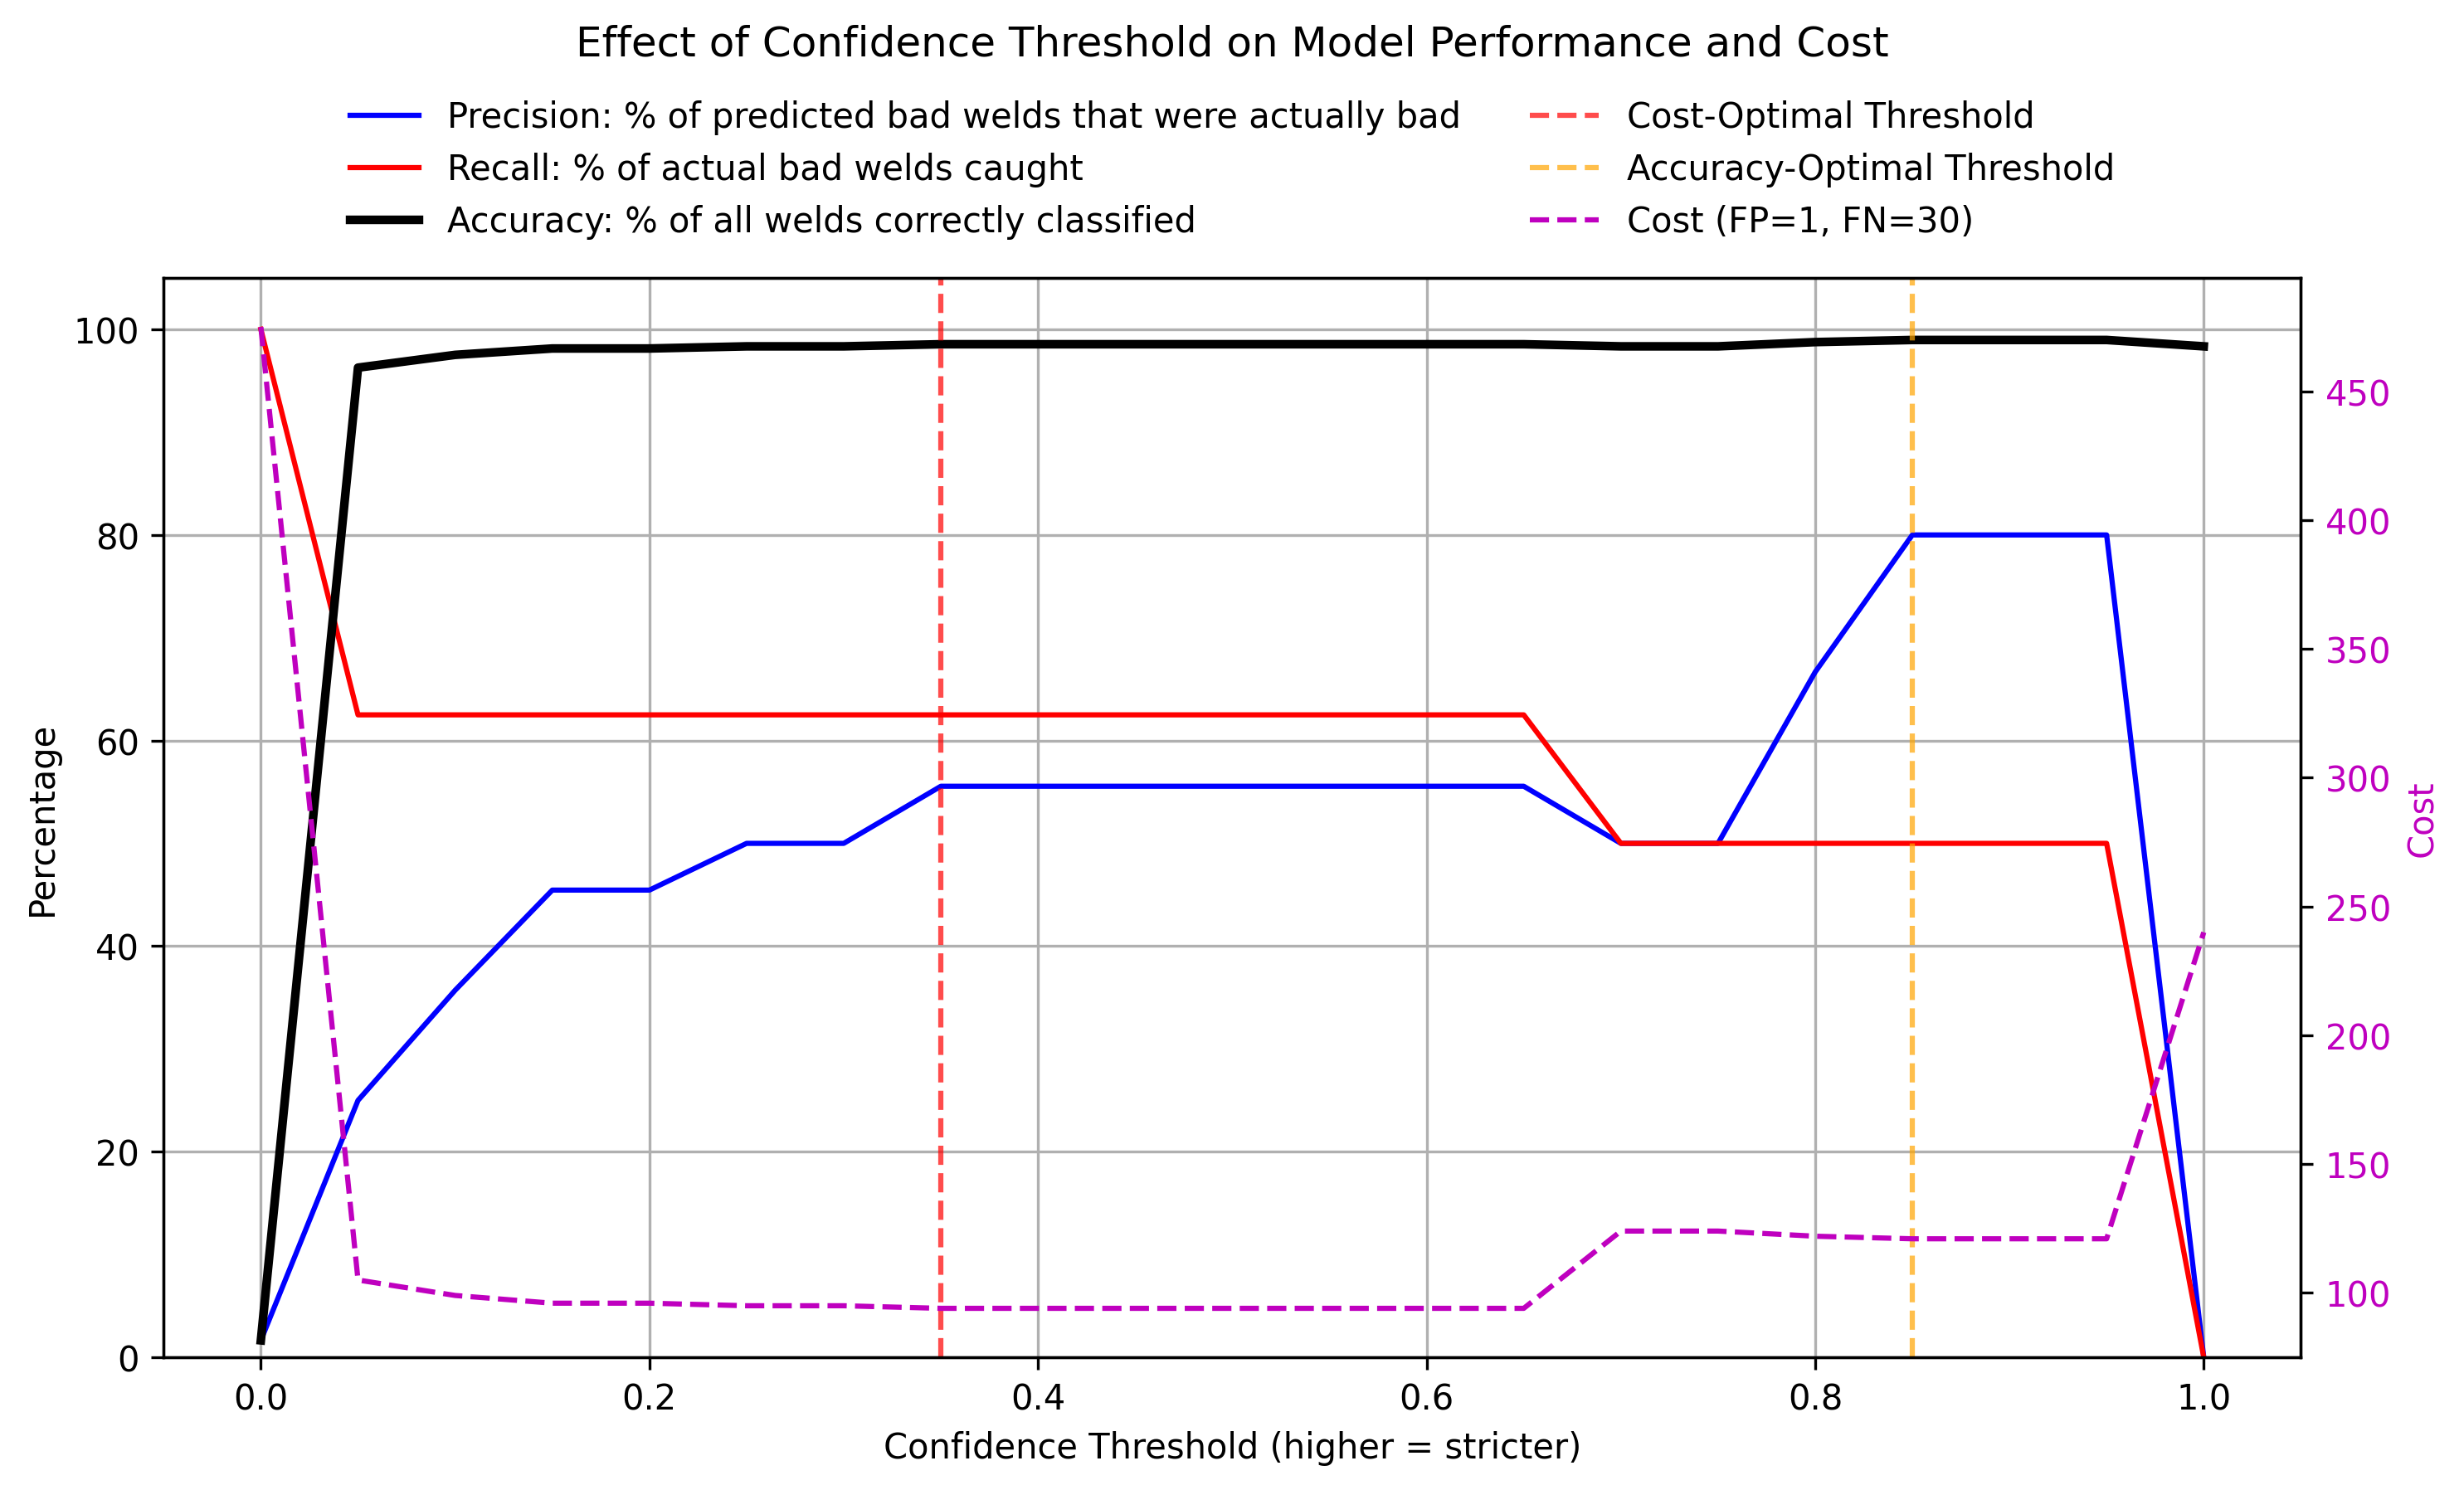 Effect of Confidence Threshold on Model Performance and Cost
Precision: % of predicted bad welds that were actually bad
Recall: % of actual bad welds caught
Accuracy: % of all welds correctly classified
Cost-Optimal Threshold
Accuracy-Optimal Threshold
Cost (FP=1, FN=30)
100
80
60
40
20
0
Percentage
450
400
350
300
250
200
150
100
Cost
0.0
0.2
0.4
0.6
0.8
1.0
Confidence Threshold (higher = stricter)